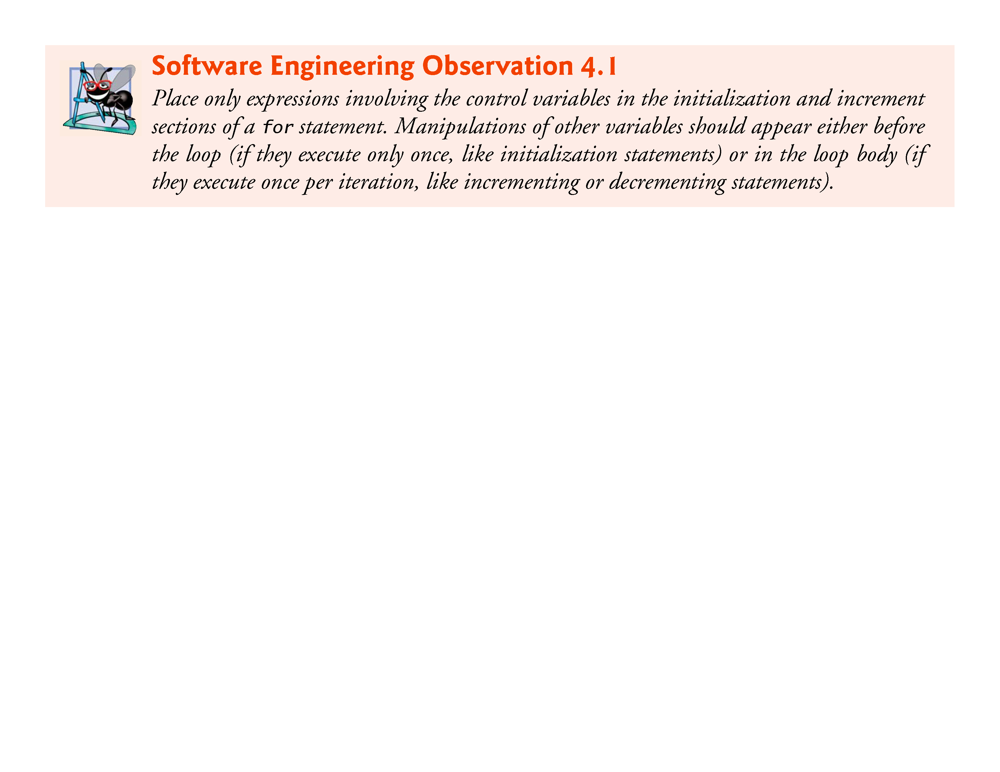 Software Engineering Observation 4.1
Place only expressions involving the control variables in the initialization and increment
sections of a for statement. Manipulations of other variables should appear either before
the loop (if they execute only once, like initialization statements) or in the loop body (if
they execute once per iteration, like incrementing or decrementing statements).